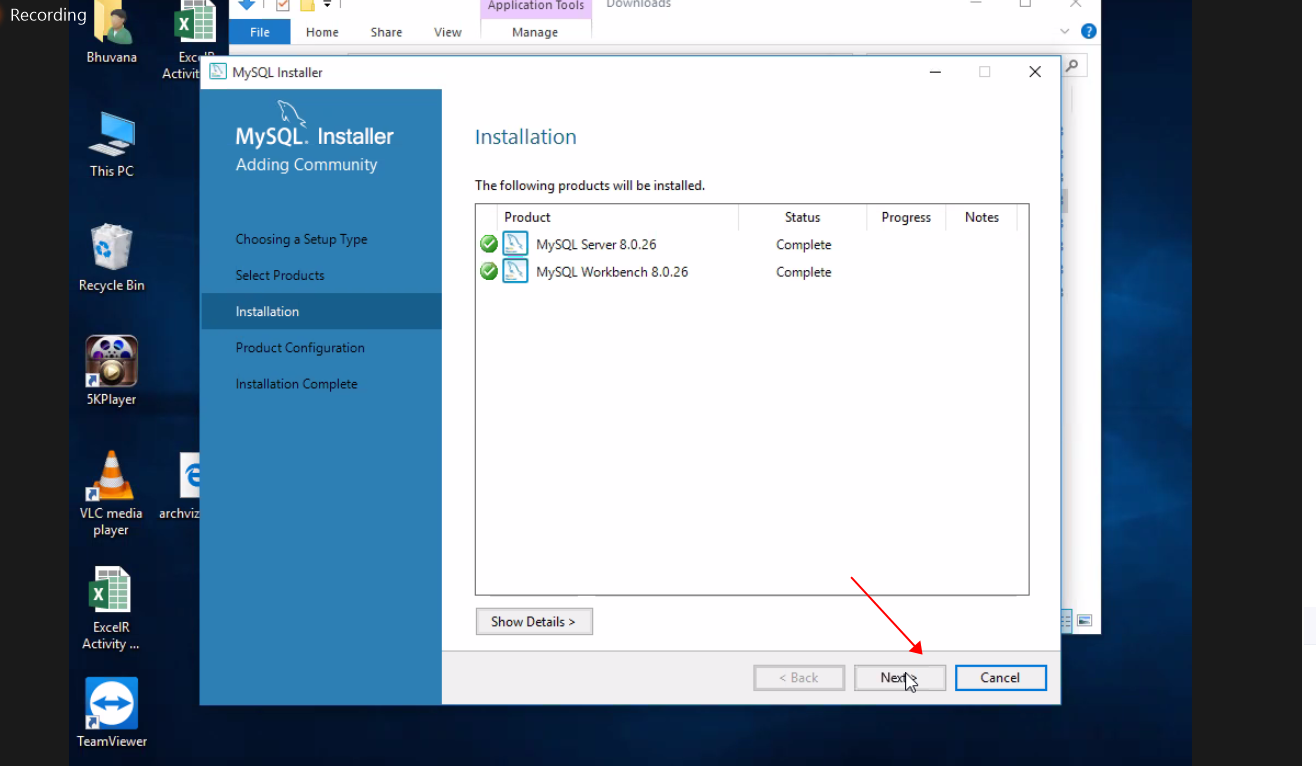 Recording
Application Tools
Downloads
File
Home
Share
View
Manage
?
Bhuvana
ExcelR
Activit
This PC
Recycle Bin
5KPlayer
VLC media
player
archviz
ExcelR
Activity ...
TeamViewer
MySQL Installer
MySQL. Installer
Adding Community
Choosing a Setup Type
Select Products
Installation
Product Configuration
Installation Complete
Installation
The following products will be installed.
Product Status Progress Notes
MySQL Server 8.0.26 Complete
MySQL Workbench 8.0.26 Complete
Show Details >
< Back
Next >
Cancel